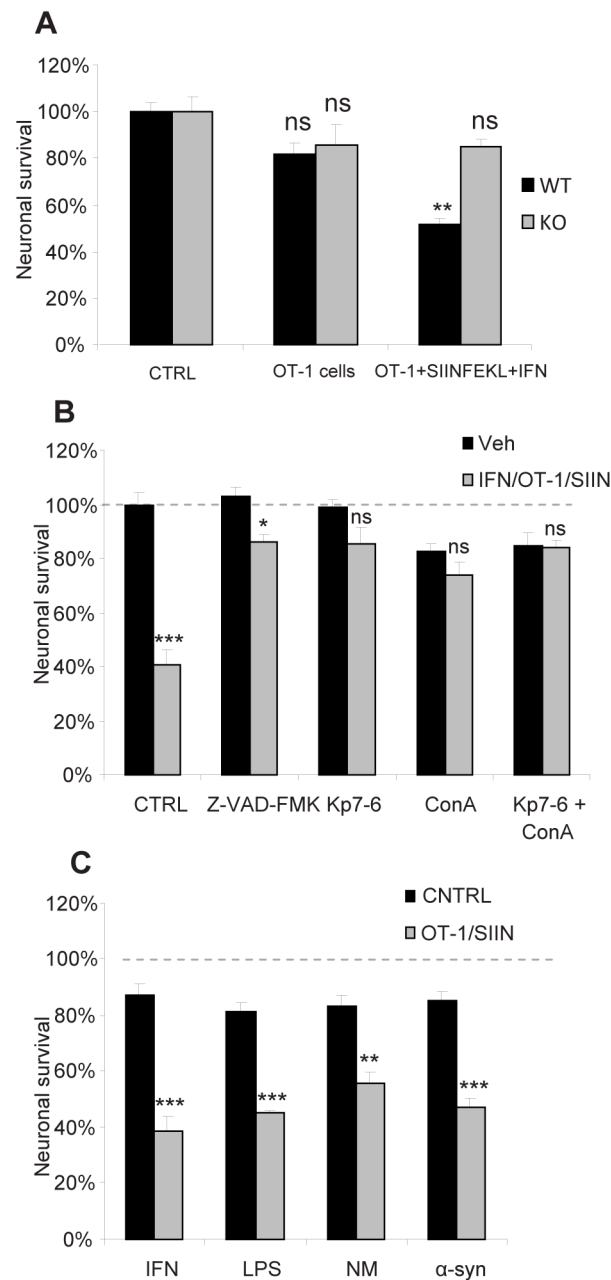 A
120%
100%
80%
60%
40%
20%
0%
Neuronal survival
ns
ns
**
ns
WT
KO
CTRL
OT-1 cells
OT-1+SIINFEKL+IFN
B
Veh
IFN/OT-1/SIIN
120%
100%
80%
60%
40%
20%
0%
Neuronal survival
***
*
ns
ns
ns
CTRL
Z-VAD-FMK
Kp7-6
ConA
Kp7-6 +
ConA
C
CNTRL
OT-1/SIIN
120%
100%
80%
60%
40%
20%
0%
Neuronal survival
***
***
**
***
IFN
LPS
NM
α-syn